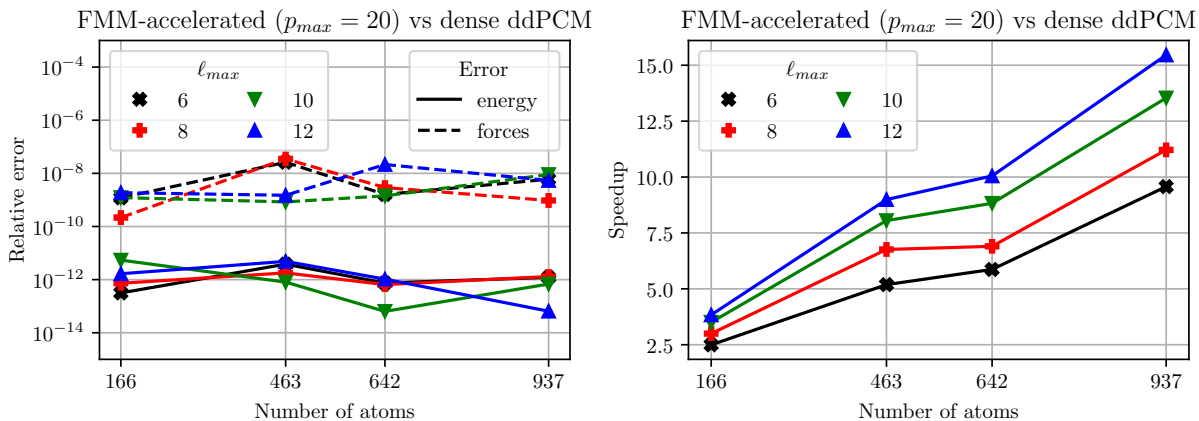 FMM-accelerated (p_max = 20) vs dense ddPCM
10⁻⁴
10⁻⁶
10⁻⁸
10⁻¹⁰
10⁻¹²
10⁻¹⁴
Relative error
ℓ_max
6 10
8 12
Error
energy
forces
166 463 642 937
Number of atoms
FMM-accelerated (p_max = 20) vs dense ddPCM
15.0
12.5
10.0
7.5
5.0
2.5
Speedup
ℓ_max
6 10
8 12
166 463 642 937
Number of atoms